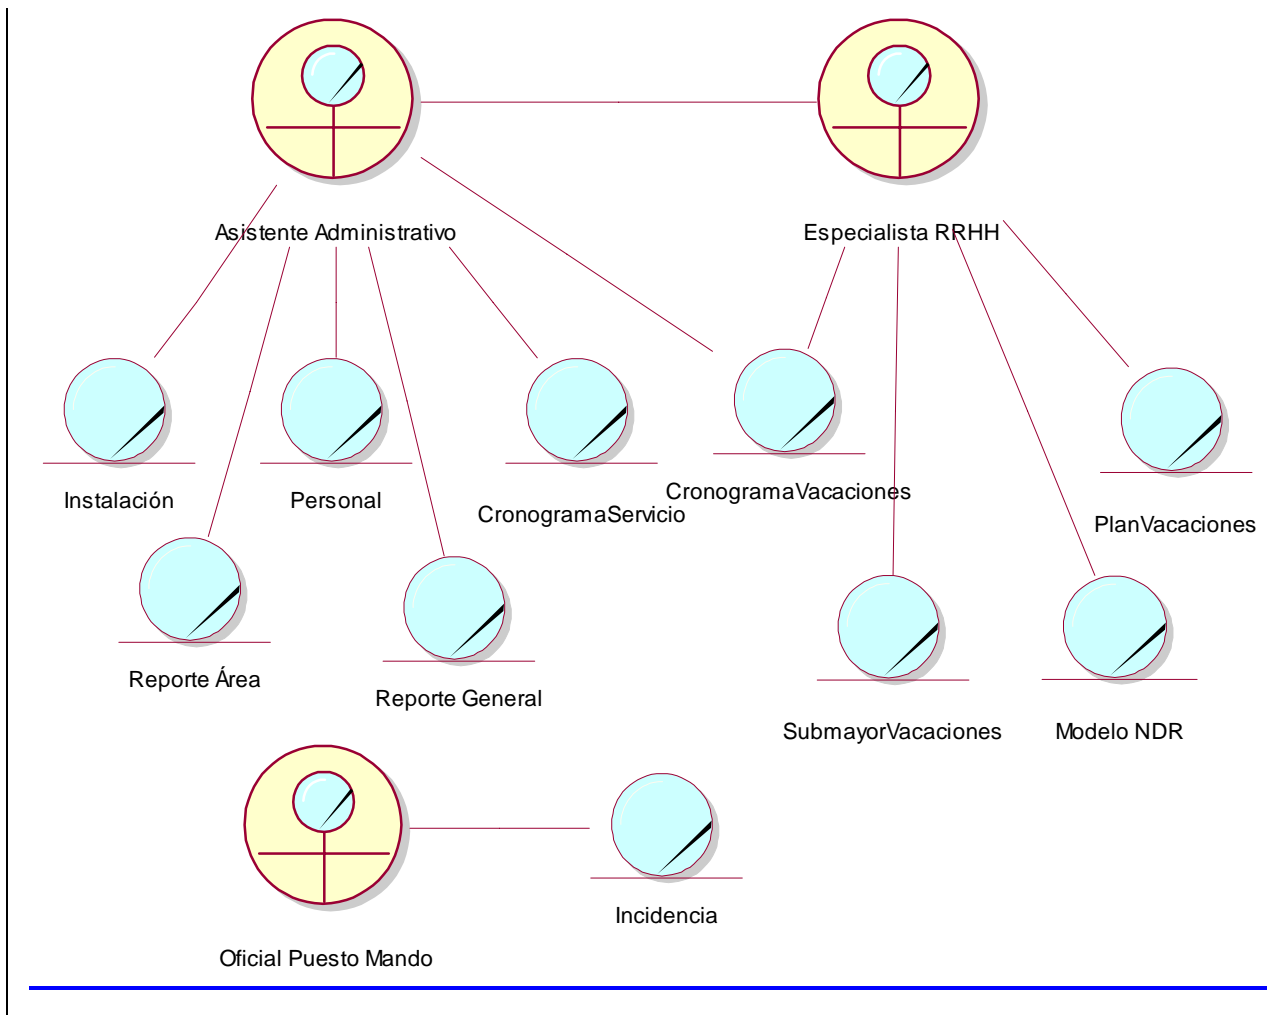 Asistente Administrativo
Especialista RRHH
Instalación
Personal
CronogramaServicio
CronogramaVacaciones
PlanVacaciones
Reporte Área
Reporte General
SubmayorVacaciones
Modelo NDR
Incidencia
Oficial Puesto Mando